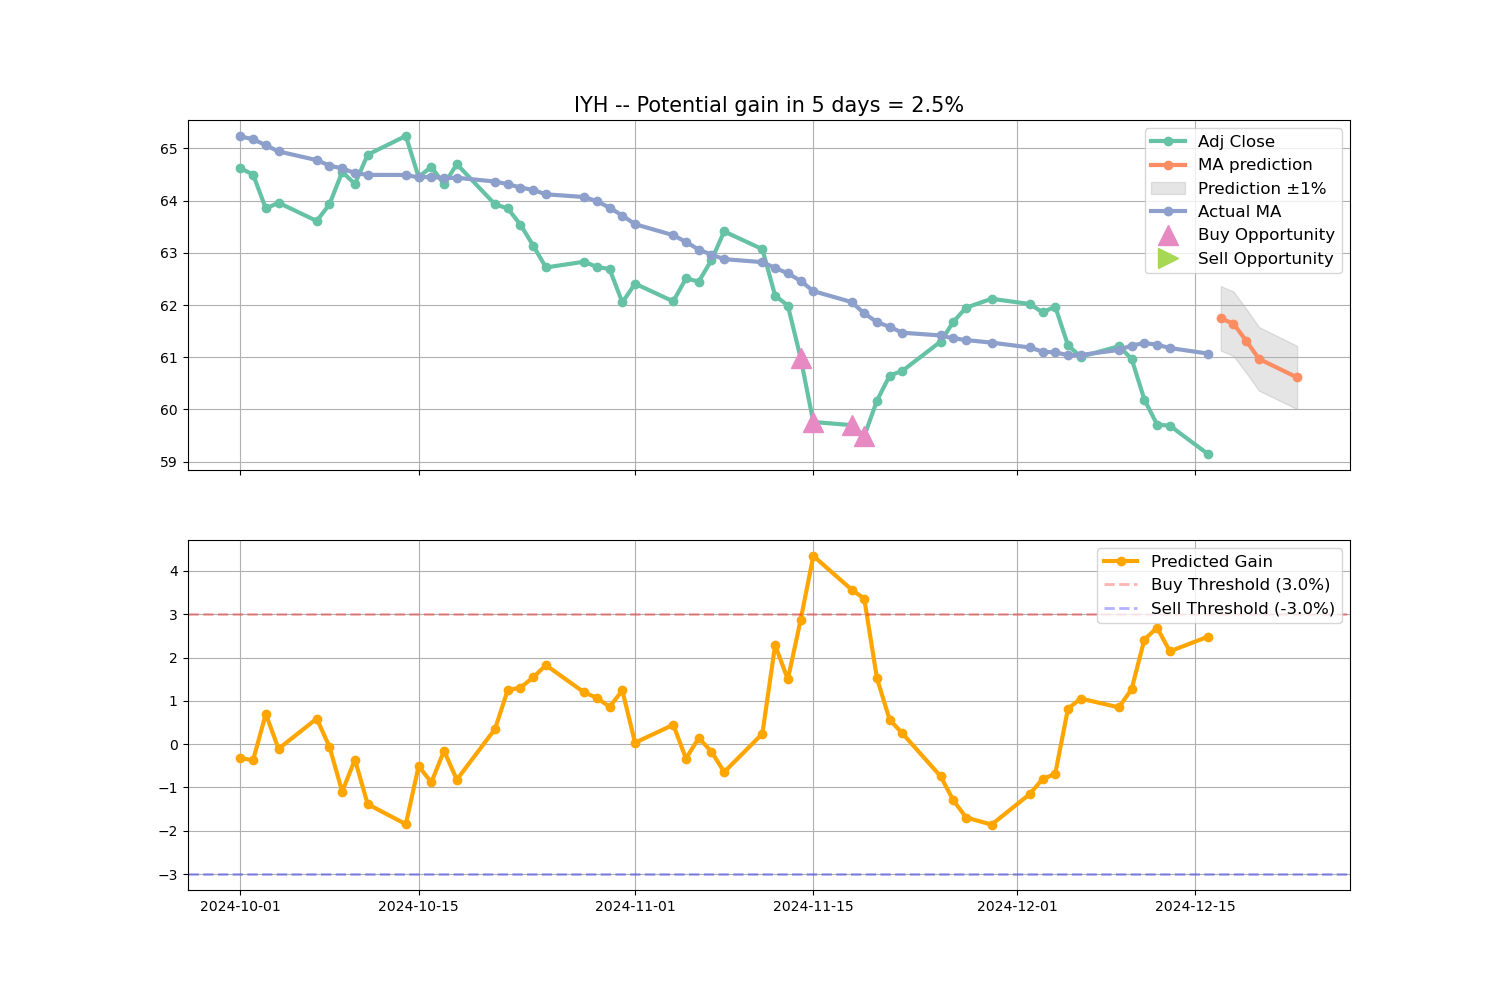 IYH -- Potential gain in 5 days = 2.5%
65
64
63
62
61
60
59
Adj Close
MA prediction
Prediction ±1%
Actual MA
Buy Opportunity
Sell Opportunity
4
3
2
1
0
−1
−2
−3
Predicted Gain
Buy Threshold (3.0%)
Sell Threshold (-3.0%)
2024-10-01 2024-10-15 2024-11-01 2024-11-15 2024-12-01 2024-12-15